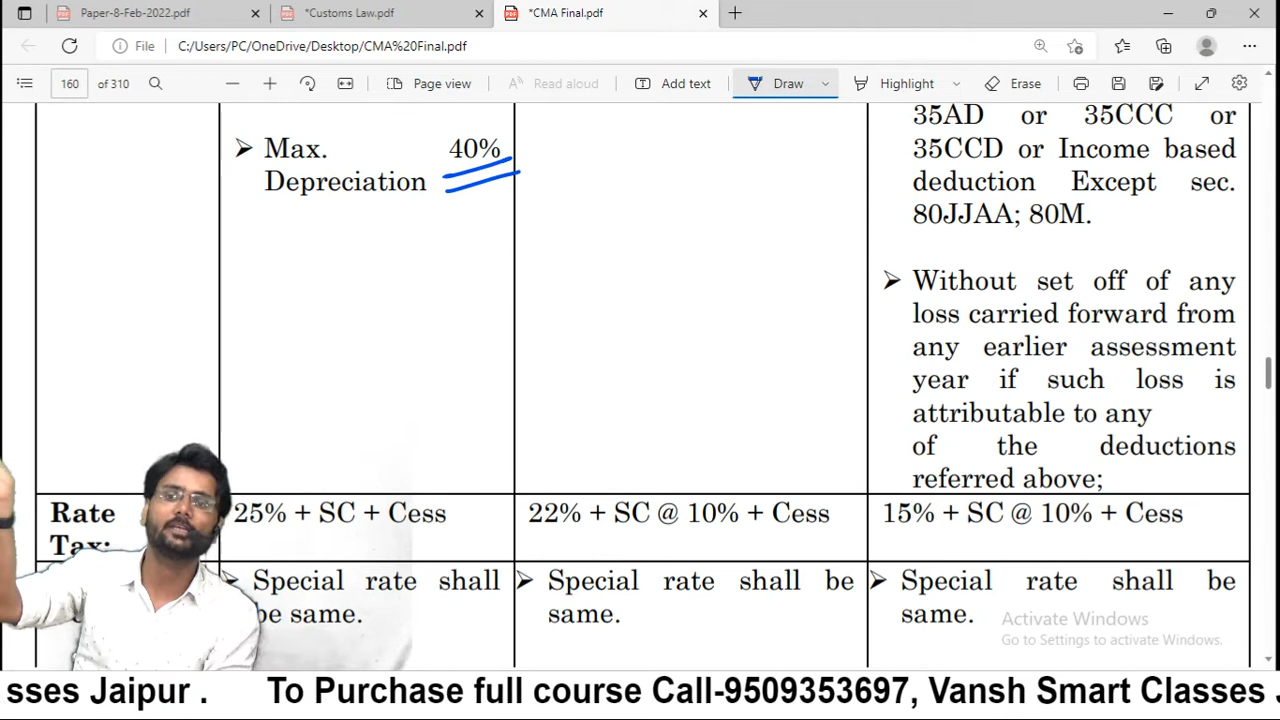 Paper-8-Feb-2022.pdf
*Customs Law.pdf
*CMA Final.pdf
File
C:/Users/PC/OneDrive/Desktop/CMA%20Final.pdf
160 of 310
Page view
Read aloud
Add text
Draw
Highlight
Erase
Max. 40%
Depreciation
35AD or 35CCC or
35CCD or Income based
deduction Except sec.
80JJAA; 80M.
Without set off of any
loss carried forward from
any earlier assessment
year if such loss is
attributable to any
of the deductions
referred above;
Rate
Tax:
25% + SC + Cess
22% + SC @ 10% + Cess
15% + SC @ 10% + Cess
Special rate shall
be same.
Special rate shall be
same.
Special rate shall be
same.
Activate Windows
Go to Settings to activate Windows.
sses Jaipur . To Purchase full course Call-9509353697, Vansh Smart Classes